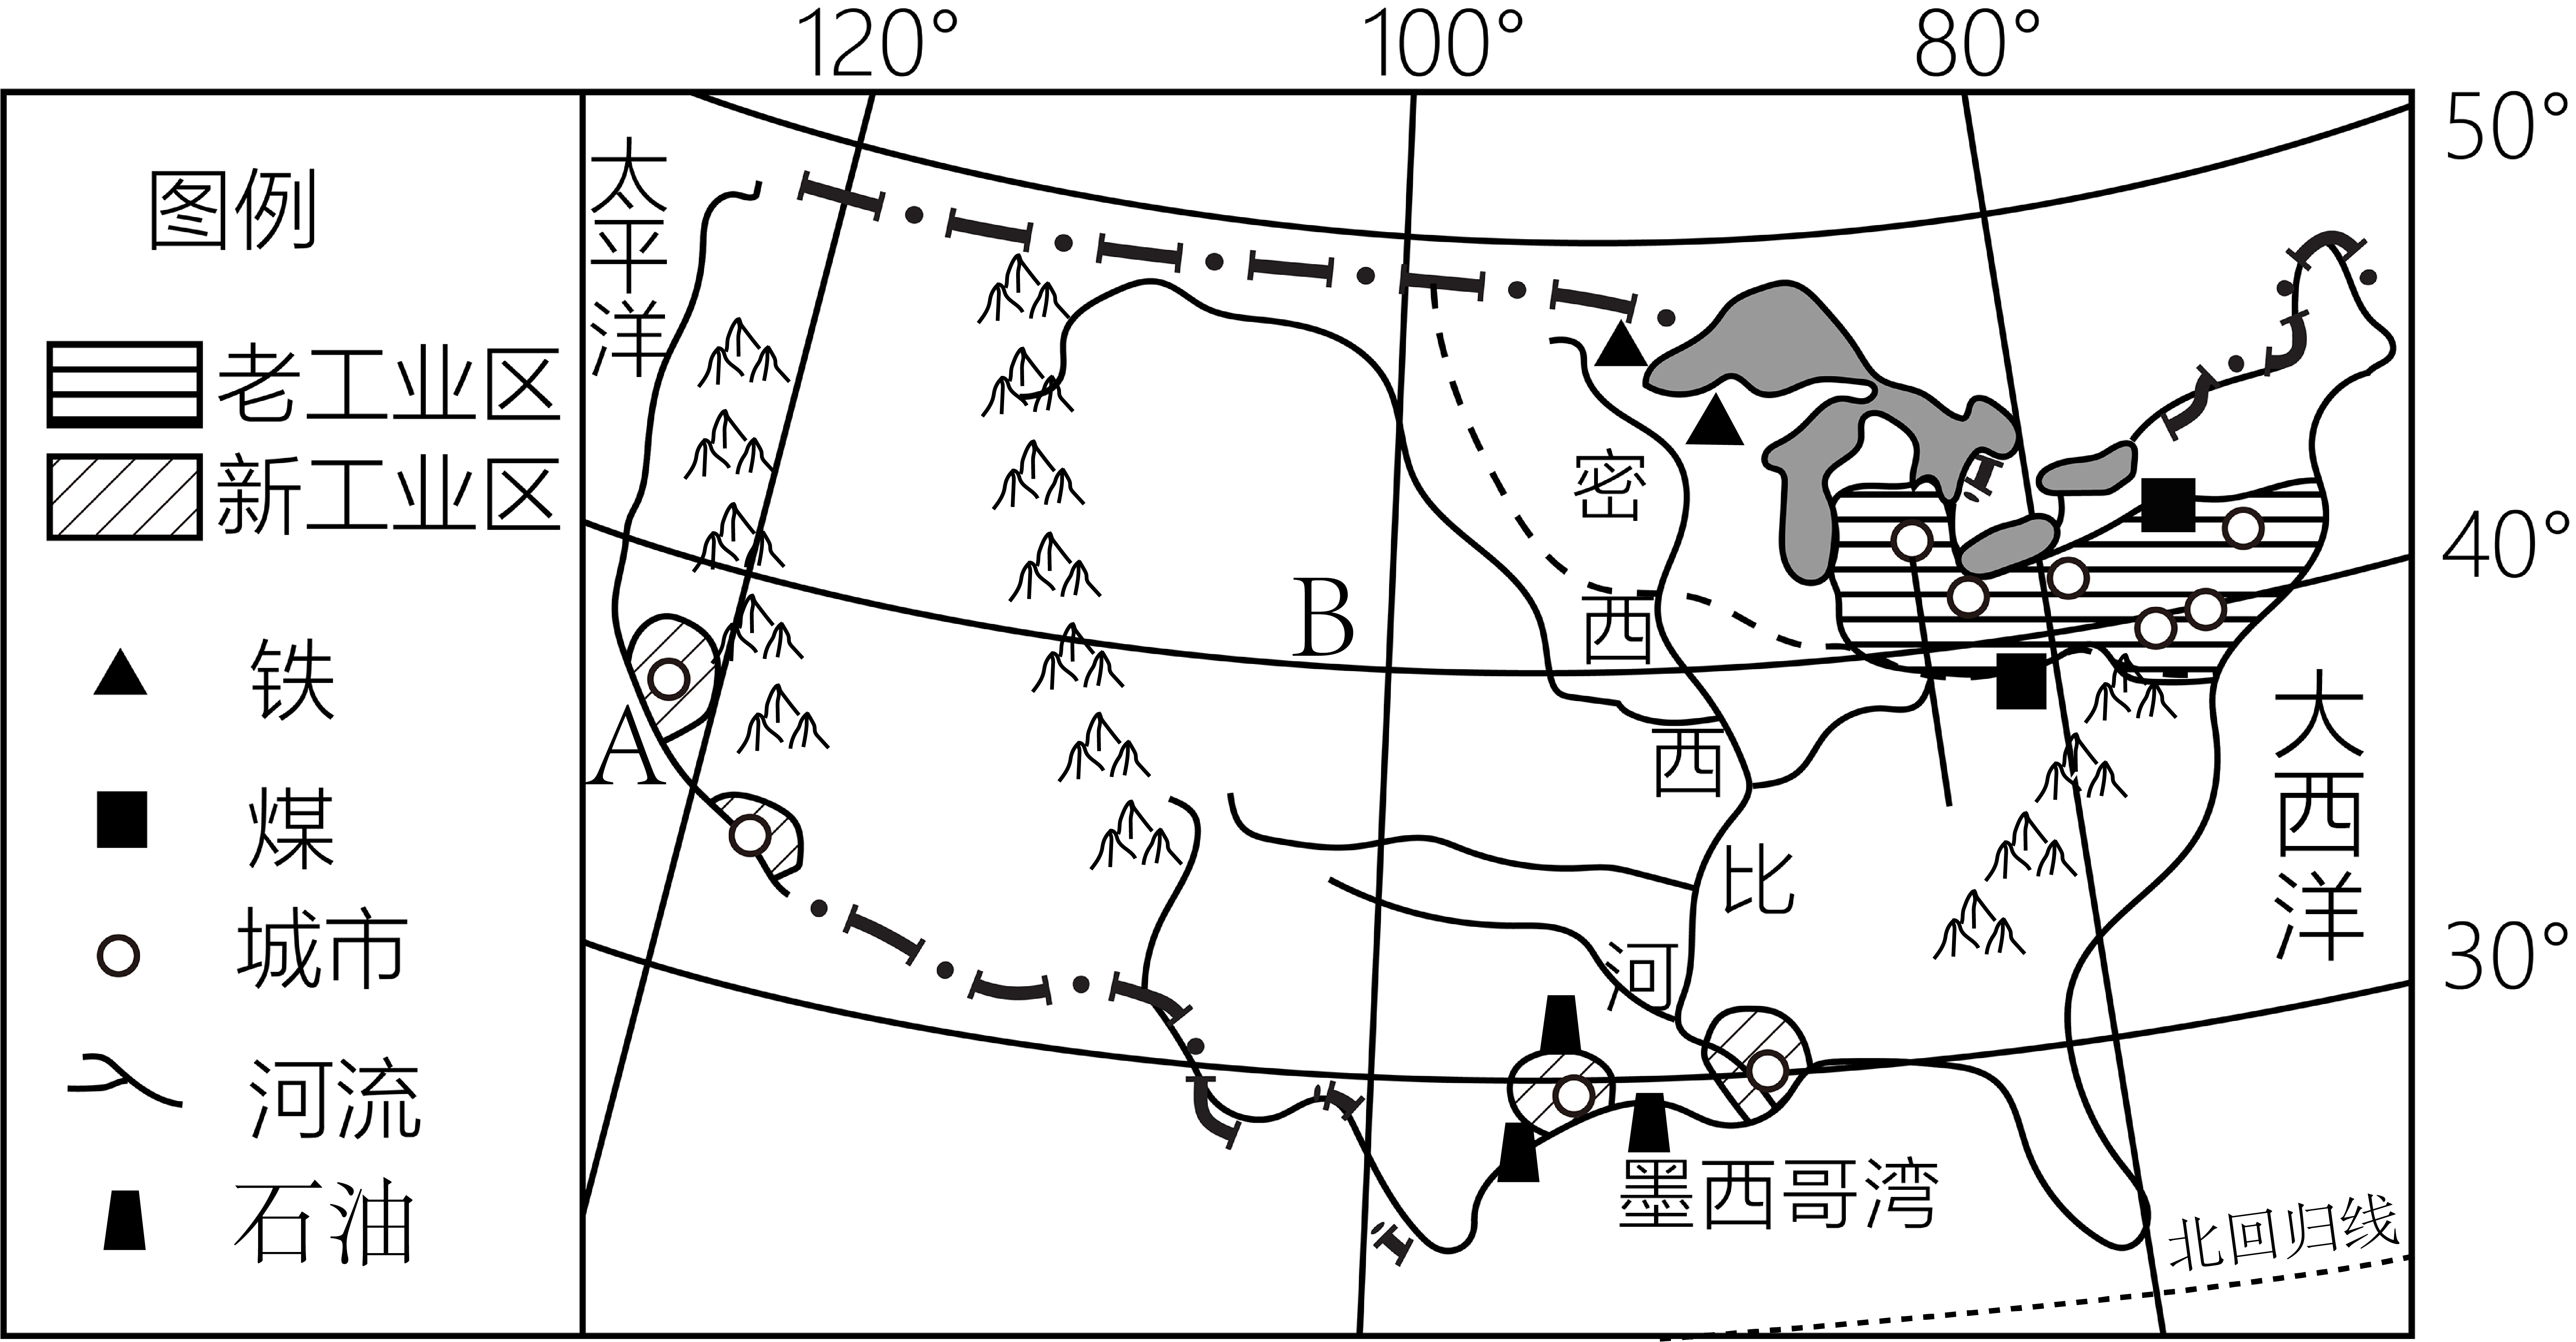 120°
100°
80°
50°
40°
30°
图例
老工业区
新工业区
铁
煤
城市
河流
石油
太平洋
A
B
密西西比河
大西洋
墨西哥湾
北回归线